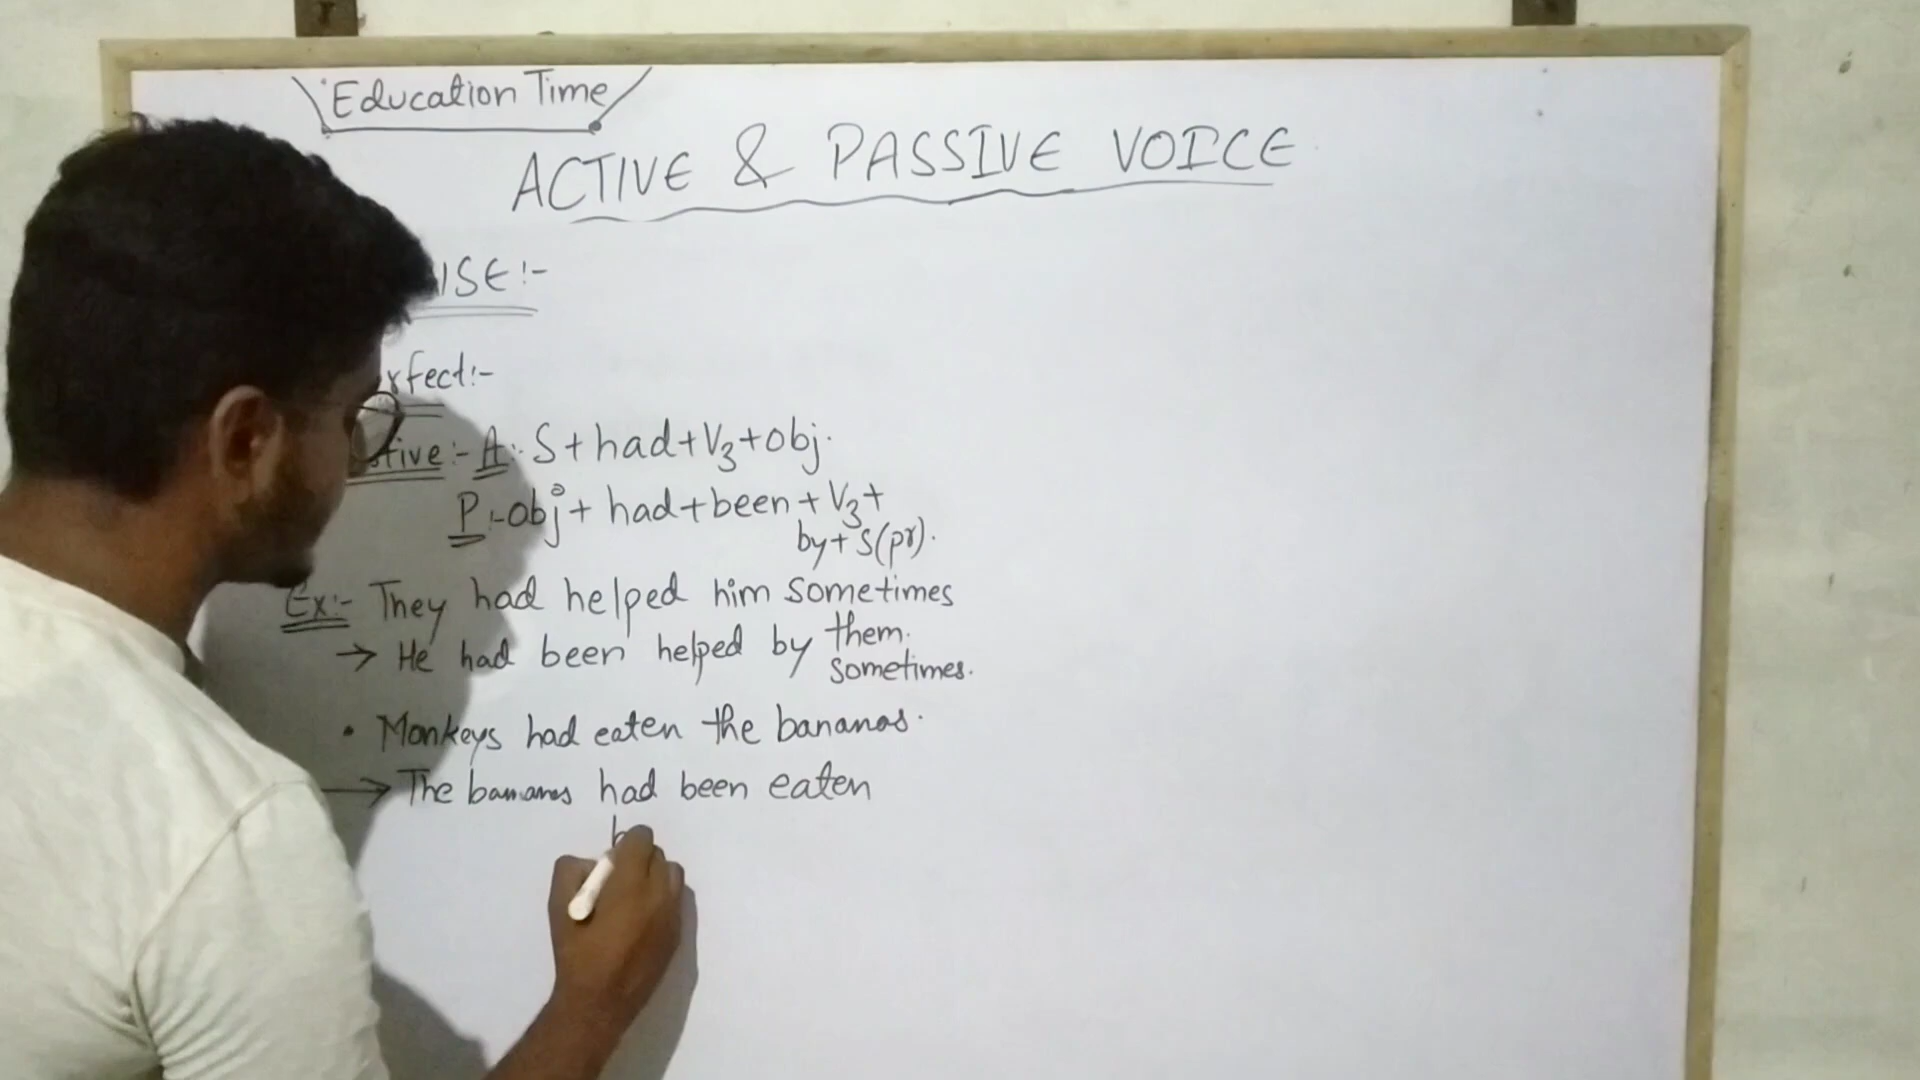 Education Time
ACTIVE & PASSIVE VOICE
ISE:-
rfect:-
tive:- A:- S+had+V3+obj.
P:-obj+had+been+V3+
by+S(pr).
Ex:- They had helped him sometimes
→ He had been helped by them.
sometimes.
• Monkeys had eaten the bananas.
→ The bananas had been eaten
b